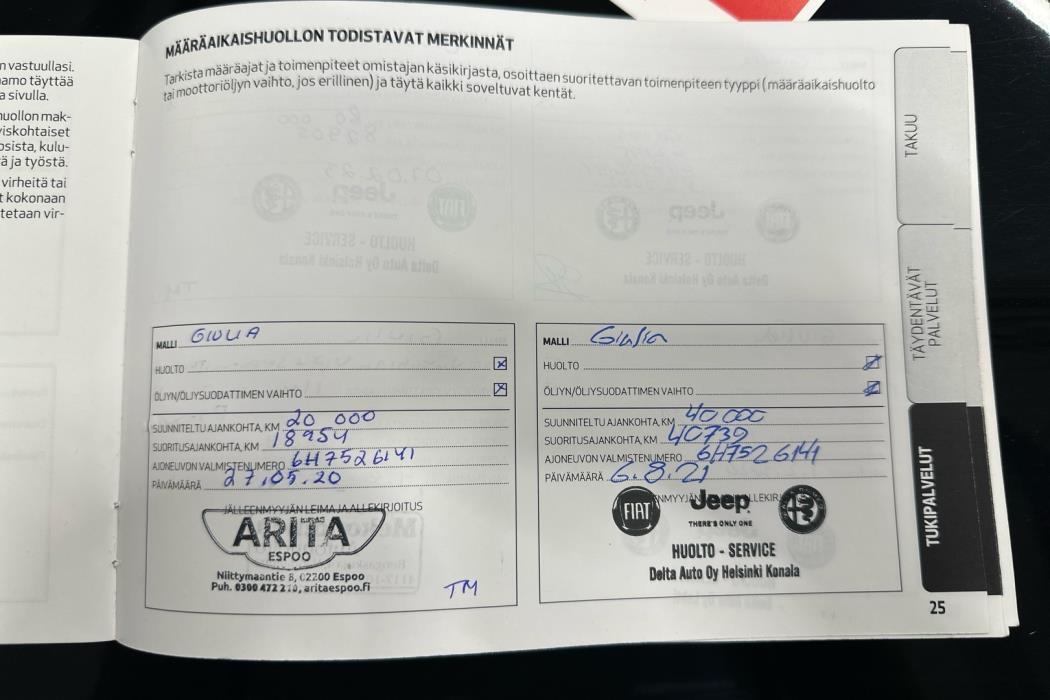 n vastuullasi.
amo täyttää
a sivulla.
huollon mak-
viskohtaiset
osista, kulu-
ä ja työstä.
virheitä tai
t kokonaan
tetaan vir-
MÄÄRÄAIKAISHUOLLON TODISTAVAT MERKINNÄT
Tarkista määräajat ja toimenpiteet omistajan käsikirjasta, osoittaen suoritettavan toimenpiteen tyyppi (määräaikaishuolto
tai moottoriöljyn vaihto, jos erillinen) ja täytä kaikki soveltuvat kentät.
MALLI GIULIA
HUOLTO
ÖLJYN/ÖLJYSUODATTIMEN VAIHTO
SUUNNITELTU AJANKOHTA, KM 20 000
SUORITUSAJANKOHTA, KM 18954
AJONEUVON VALMISTENUMERO 6H7526141
PÄIVÄMÄÄRÄ 27.05.20
JÄLLEENMYYJÄN LEIMA JA ALLEKIRJOITUS
ARITA
ESPOO
Niittymaantie 8, 02200 Espoo
Puh. 0300 472 210, aritaespoo.fi
TM
MALLI Giulia
HUOLTO
ÖLJYN/ÖLJYSUODATTIMEN VAIHTO
SUUNNITELTU AJANKOHTA, KM 40 000
SUORITUSAJANKOHTA, KM 40739
AJONEUVON VALMISTENUMERO 6H7526141
PÄIVÄMÄÄRÄ 6.8.21
FIAT Jeep
THERE'S ONLY ONE
HUOLTO - SERVICE
Delta Auto Oy Helsinki Konala
TAKUU
TÄYDENTÄVÄT
PALVELUT
TUKIPALVELUT
25